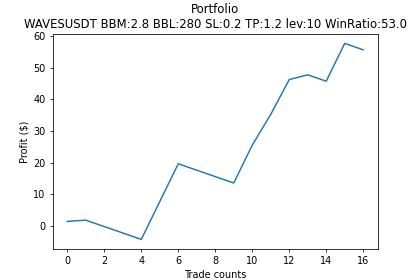 Portfolio
WAVESUSDT BBM:2.8 BBL:280 SL:0.2 TP:1.2 lev:10 WinRatio:53.0
60
50
40
30
20
10
0
Profit ($)
0 2 4 6 8 10 12 14 16
Trade counts